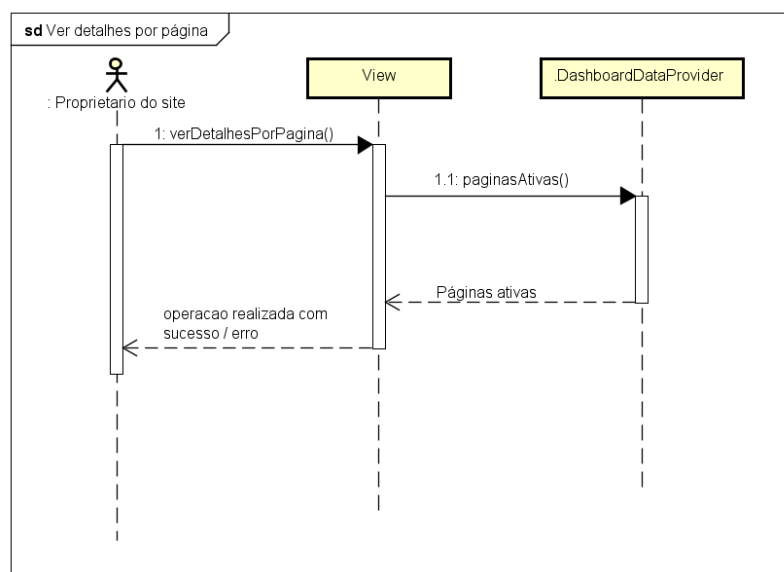 sd Ver detalhes por página
: Proprietario do site
View
.DashboardDataProvider
1: verDetalhesPorPagina()
1.1: paginasAtivas()
Páginas ativas
operacao realizada com
sucesso / erro